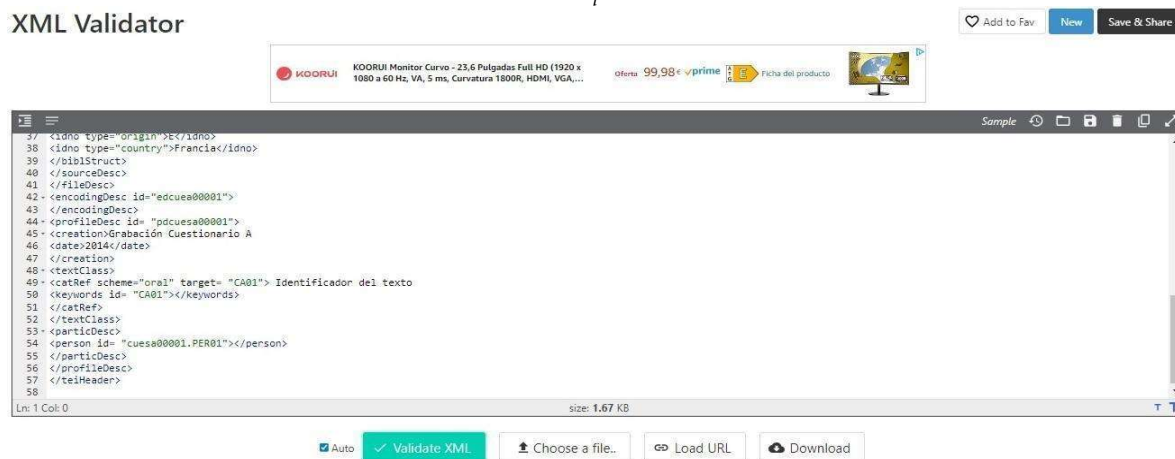 XML Validator
Add to Fav New Save & Share
KOORUI KOORUI Monitor Curvo - 23,6 Pulgadas Full HD (1920 x
1080 a 60 Hz, VA, 5 ms, Curvatura 1800R, HDMI, VGA,...
Oferta 99,98€ prime E Ficha del producto
Sample
37 <idno type="origin">E</idno>
38 <idno type="country">Francia</idno>
39 </biblStruct>
40 </sourceDesc>
41 </fileDesc>
42 <encodingDesc id="edcuea00001">
43 </encodingDesc>
44 <profileDesc id= "pdcuesa00001">
45 <creation>Grabación Cuestionario A
46 <date>2014</date>
47 </creation>
48 <textClass>
49 <catRef scheme="oral" target= "CA01"> Identificador del texto
50 <keywords id= "CA01"></keywords>
51 </catRef>
52 </textClass>
53 <particDesc>
54 <person id= "cuesa00001.PER01"></person>
55 </particDesc>
56 </profileDesc>
57 </teiHeader>
58
Ln: 1 Col: 0 size: 1.67 KB T T
Auto Validate XML Choose a file.. Load URL Download